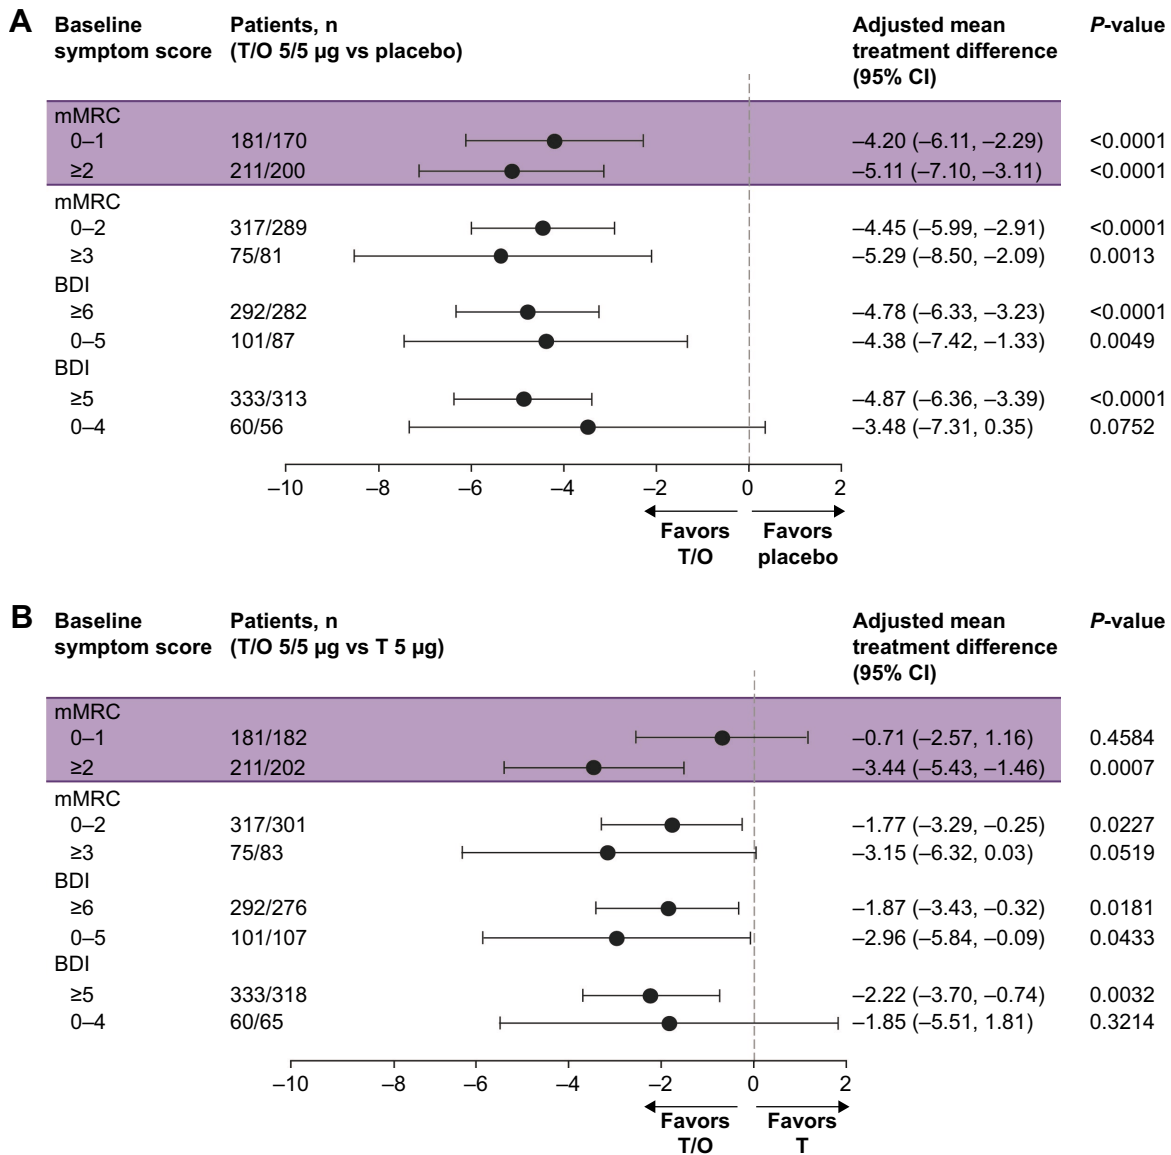 A
Baseline symptom score
Patients, n (T/O 5/5 µg vs placebo)
Adjusted mean treatment difference (95% CI)
P-value
mMRC
0–1 181/170 –4.20 (–6.11, –2.29) <0.0001
≥2 211/200 –5.11 (–7.10, –3.11) <0.0001
mMRC
0–2 317/289 –4.45 (–5.99, –2.91) <0.0001
≥3 75/81 –5.29 (–8.50, –2.09) 0.0013
BDI
≥6 292/282 –4.78 (–6.33, –3.23) <0.0001
0–5 101/87 –4.38 (–7.42, –1.33) 0.0049
BDI
≥5 333/313 –4.87 (–6.36, –3.39) <0.0001
0–4 60/56 –3.48 (–7.31, 0.35) 0.0752
–10 –8 –6 –4 –2 0 2
Favors T/O
Favors placebo
B
Baseline symptom score
Patients, n (T/O 5/5 µg vs T 5 µg)
Adjusted mean treatment difference (95% CI)
P-value
mMRC
0–1 181/182 –0.71 (–2.57, 1.16) 0.4584
≥2 211/202 –3.44 (–5.43, –1.46) 0.0007
mMRC
0–2 317/301 –1.77 (–3.29, –0.25) 0.0227
≥3 75/83 –3.15 (–6.32, 0.03) 0.0519
BDI
≥6 292/276 –1.87 (–3.43, –0.32) 0.0181
0–5 101/107 –2.96 (–5.84, –0.09) 0.0433
BDI
≥5 333/318 –2.22 (–3.70, –0.74) 0.0032
0–4 60/65 –1.85 (–5.51, 1.81) 0.3214
–10 –8 –6 –4 –2 0 2
Favors T/O
Favors T